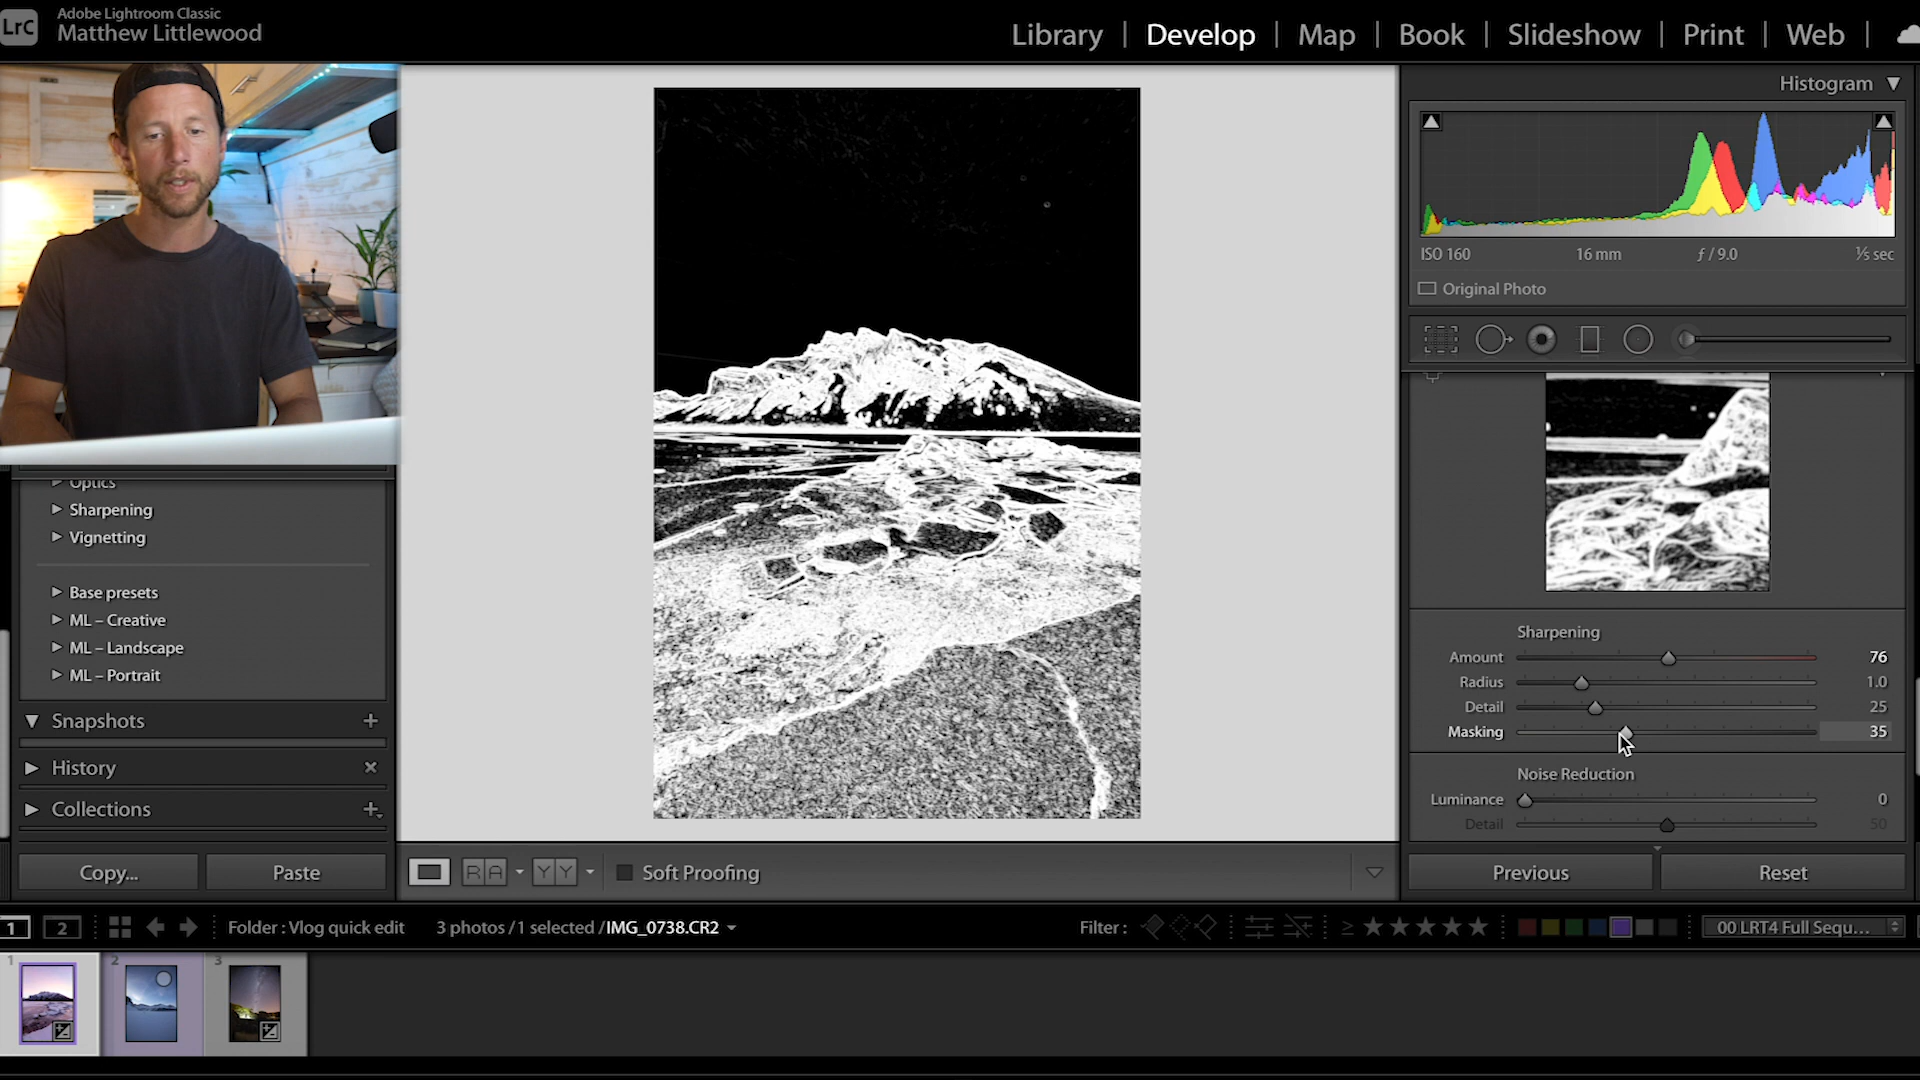 LrC
Adobe Lightroom Classic
Matthew Littlewood
Library | Develop | Map | Book | Slideshow | Print | Web |
Histogram
ISO 160 16 mm ƒ / 9.0 ⅕ sec
Original Photo
Optics
Sharpening
Vignetting
Base presets
ML – Creative
ML – Landscape
ML – Portrait
Snapshots
History
Collections
Copy... Paste
Sharpening
Amount 76
Radius 1.0
Detail 25
Masking 35
Noise Reduction
Luminance 0
Detail 50
R A Y Y Soft Proofing
Previous Reset
1 2 Folder : Vlog quick edit 3 photos / 1 selected / IMG_0738.CR2 Filter : ≥ 00 LRT4 Full Sequ...
1 2 3